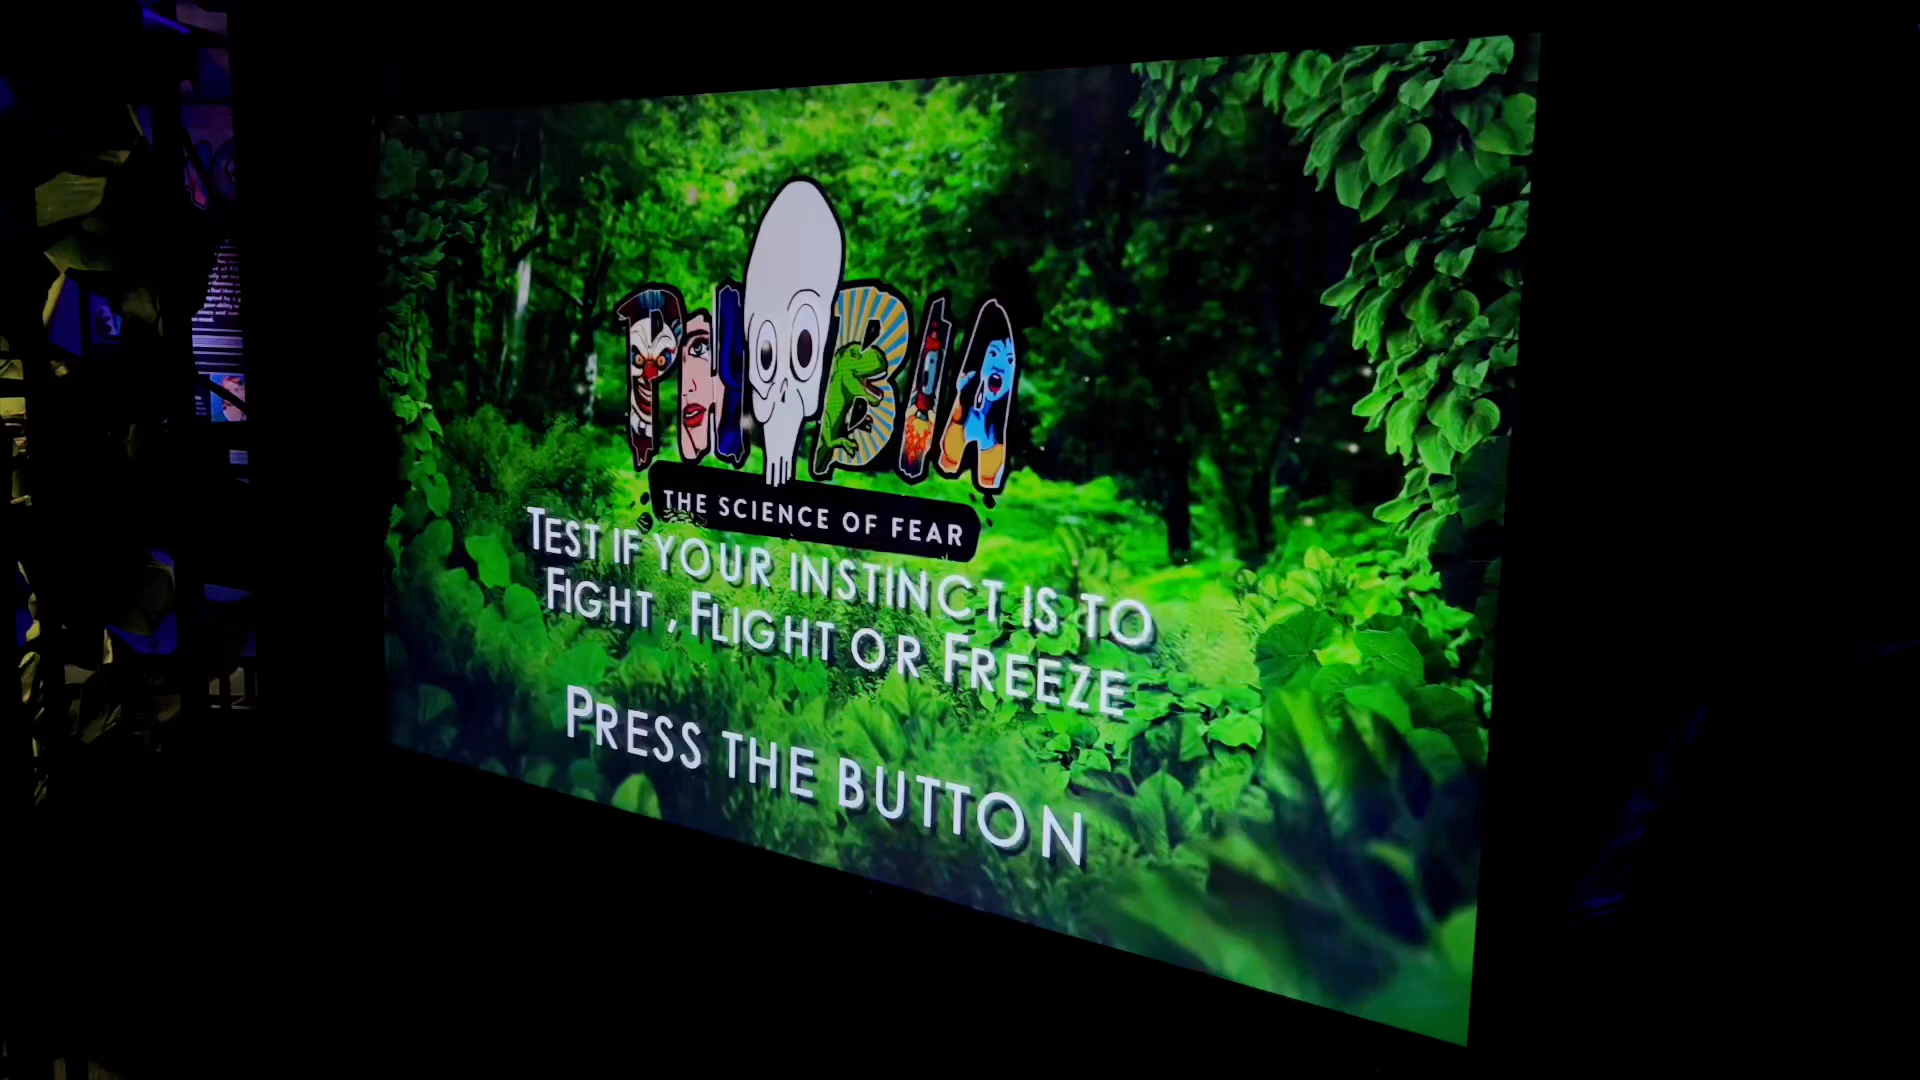 PHOBIA
THE SCIENCE OF FEAR
TEST IF YOUR INSTINCT IS TO
FIGHT , FLIGHT OR FREEZE
PRESS THE BUTTON